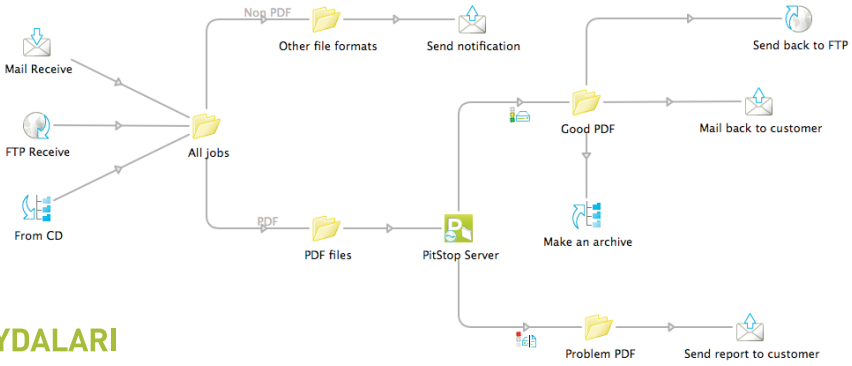 Non PDF
Other file formats
Send notification
Send back to FTP
Mail Receive
FTP Receive
All jobs
Good PDF
Mail back to customer
From CD
PDF
PDF files
PitStop Server
Make an archive
YDALARI
Problem PDF
Send report to customer